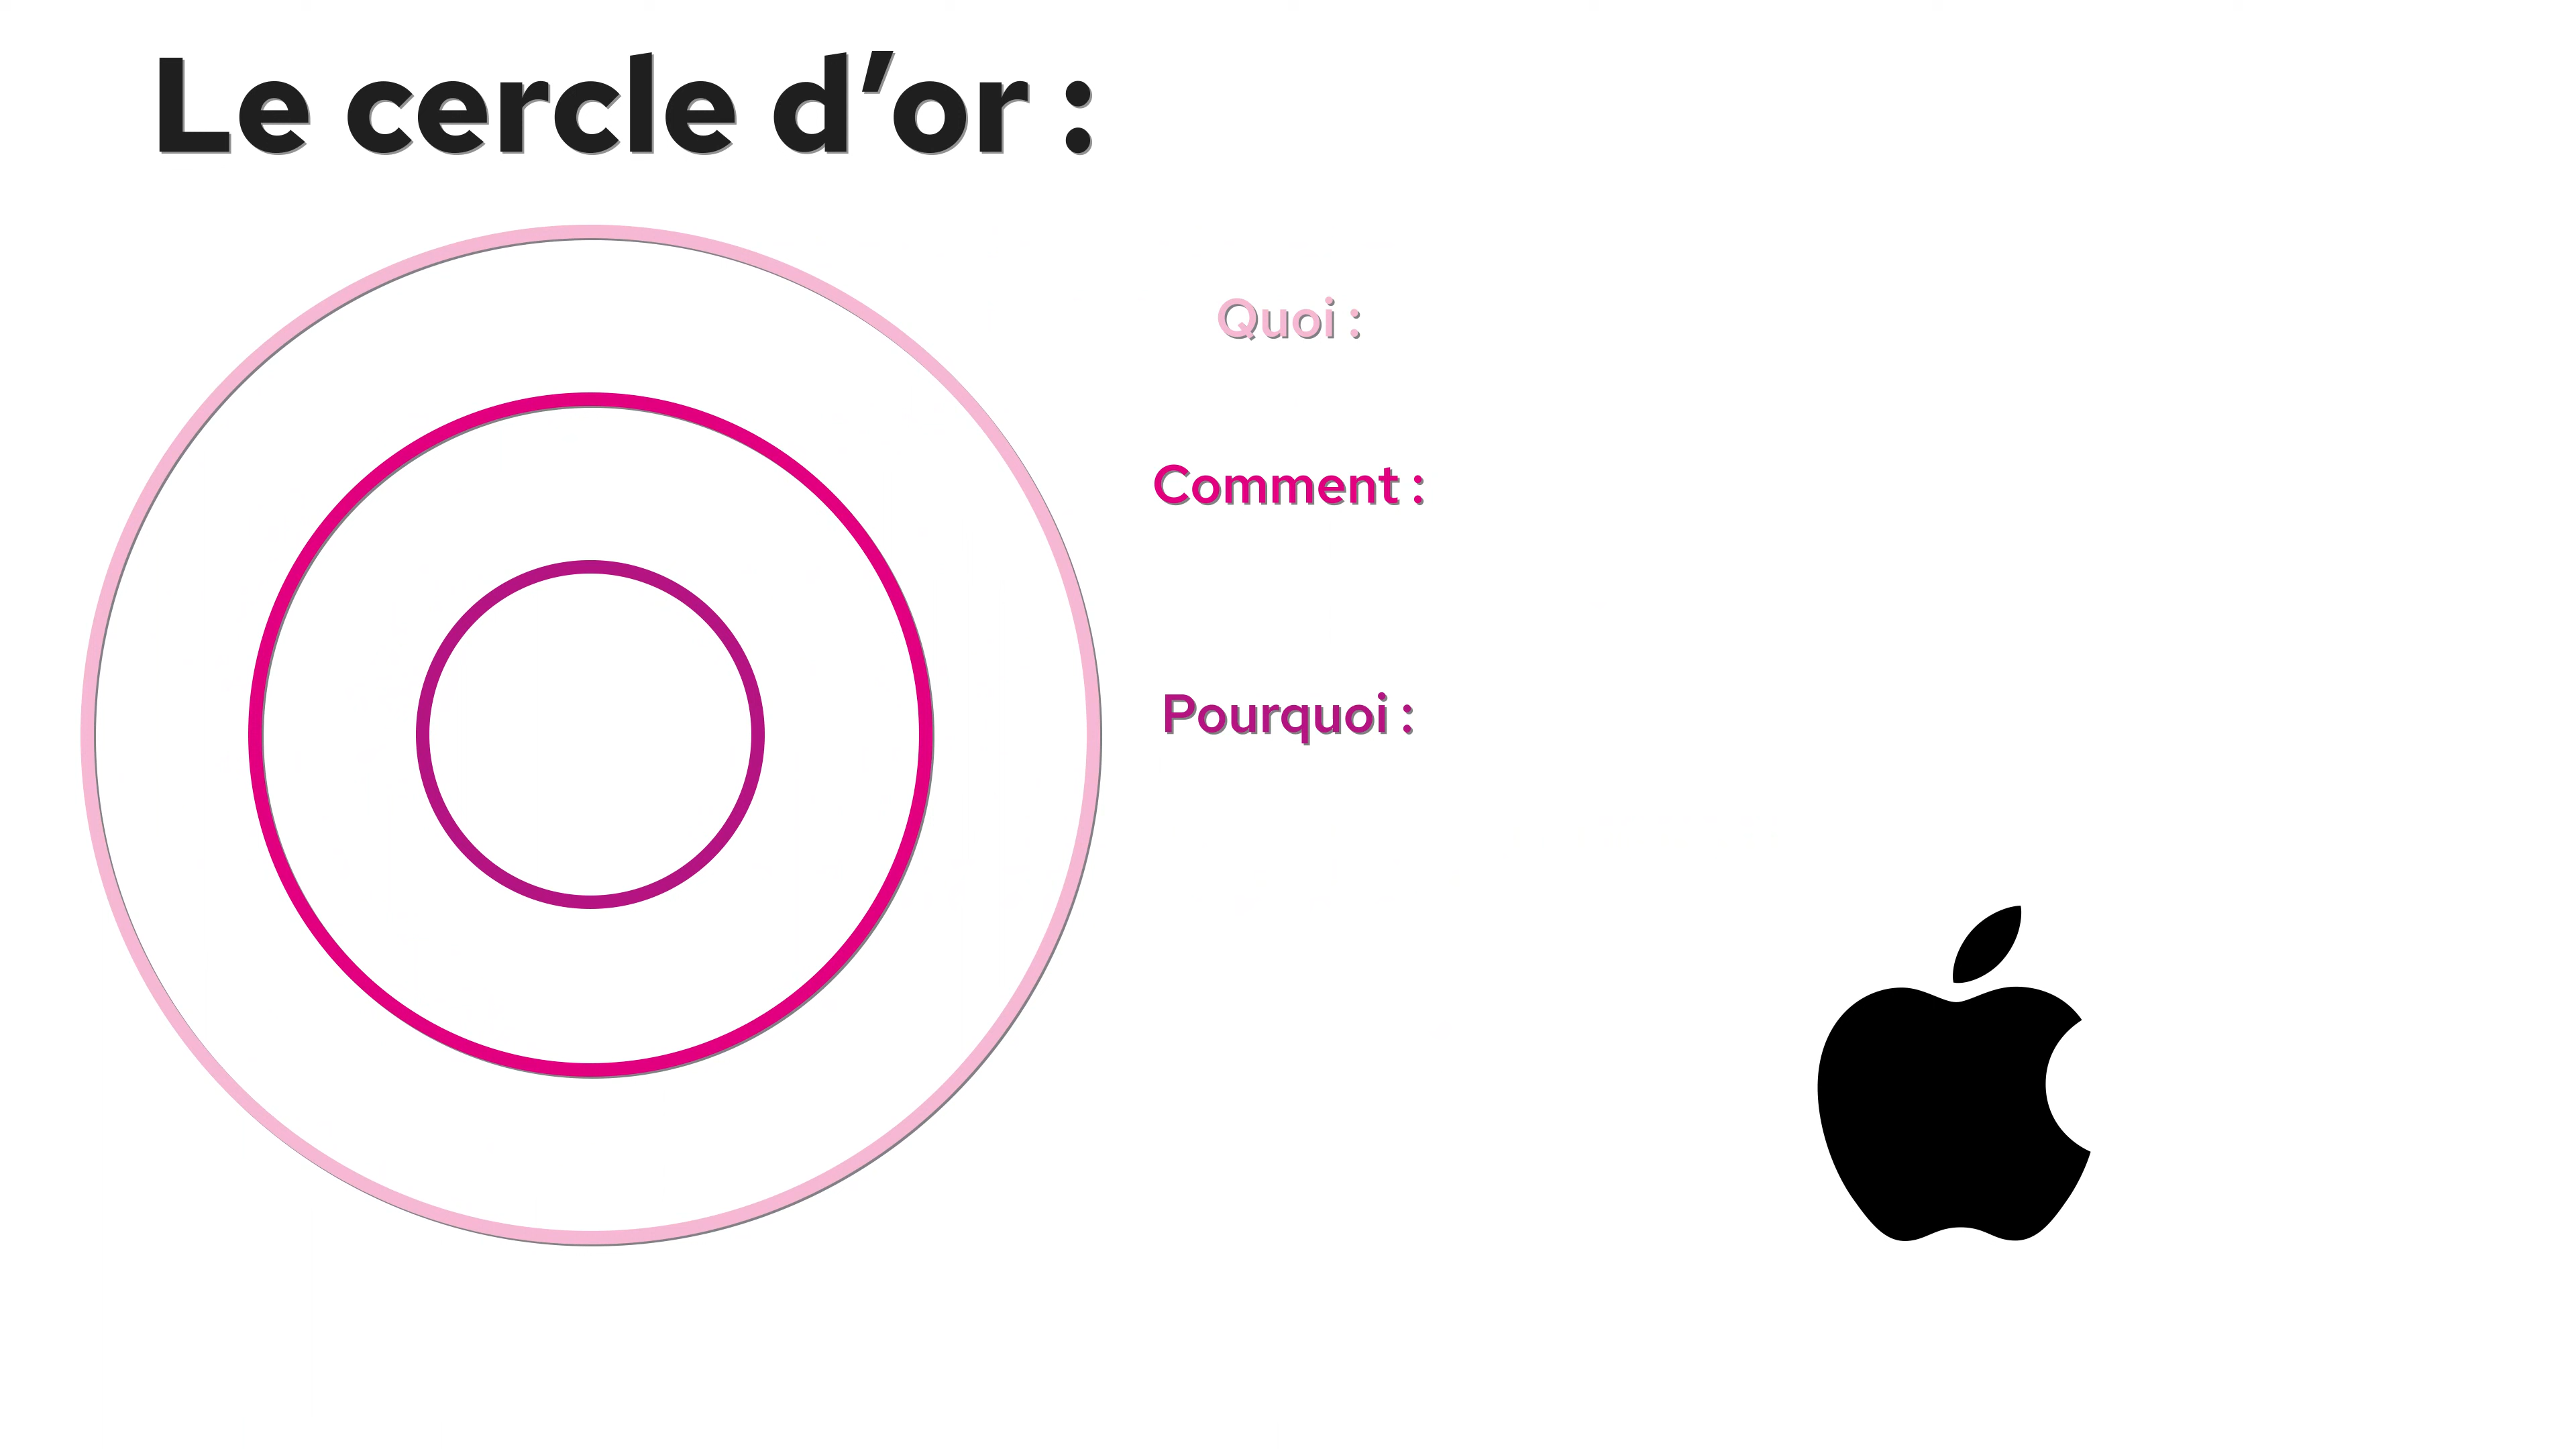 Le cercle d’or :
Quoi :
Comment :
Pourquoi :